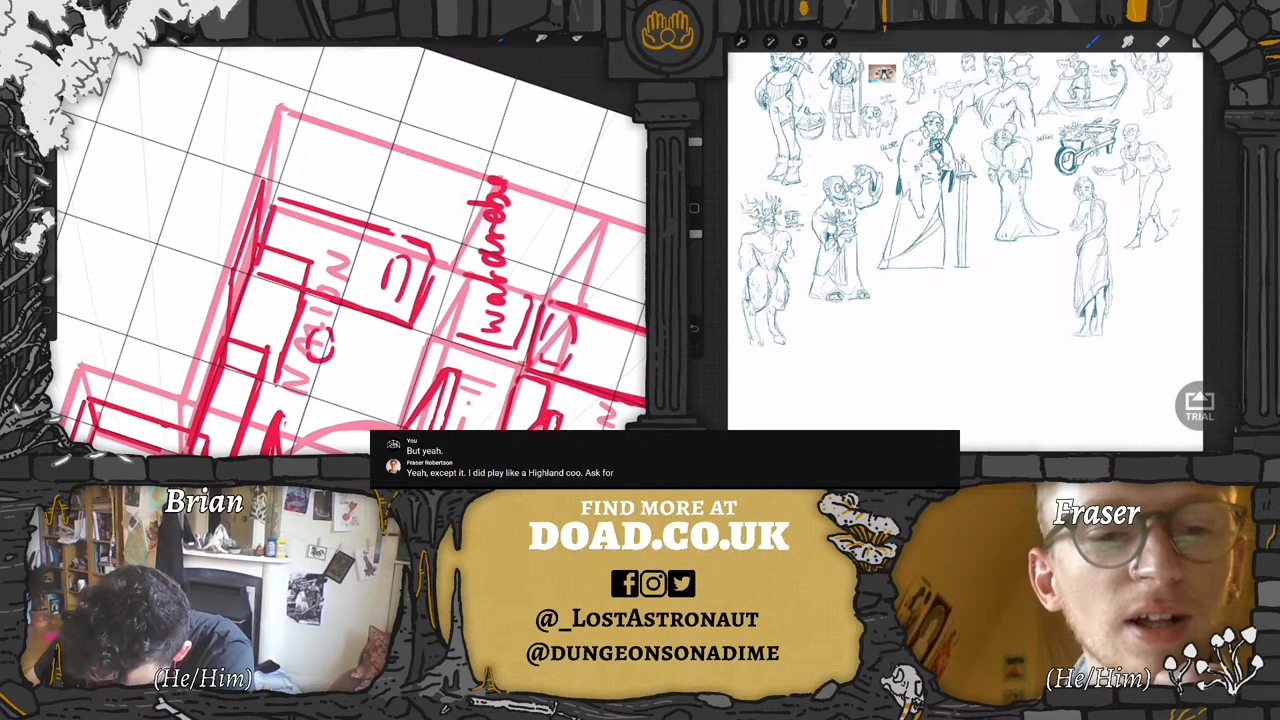 wardrobe
TRIAL
You
But yeah.
Fraser Robertson
Yeah, except it. I did play like a Highland coo. Ask for
Brian
(He/Him)
FIND MORE AT
DOAD.CO.UK
@_LostAstronaut
@dungeonsonadime
Fraser
(He/Him)